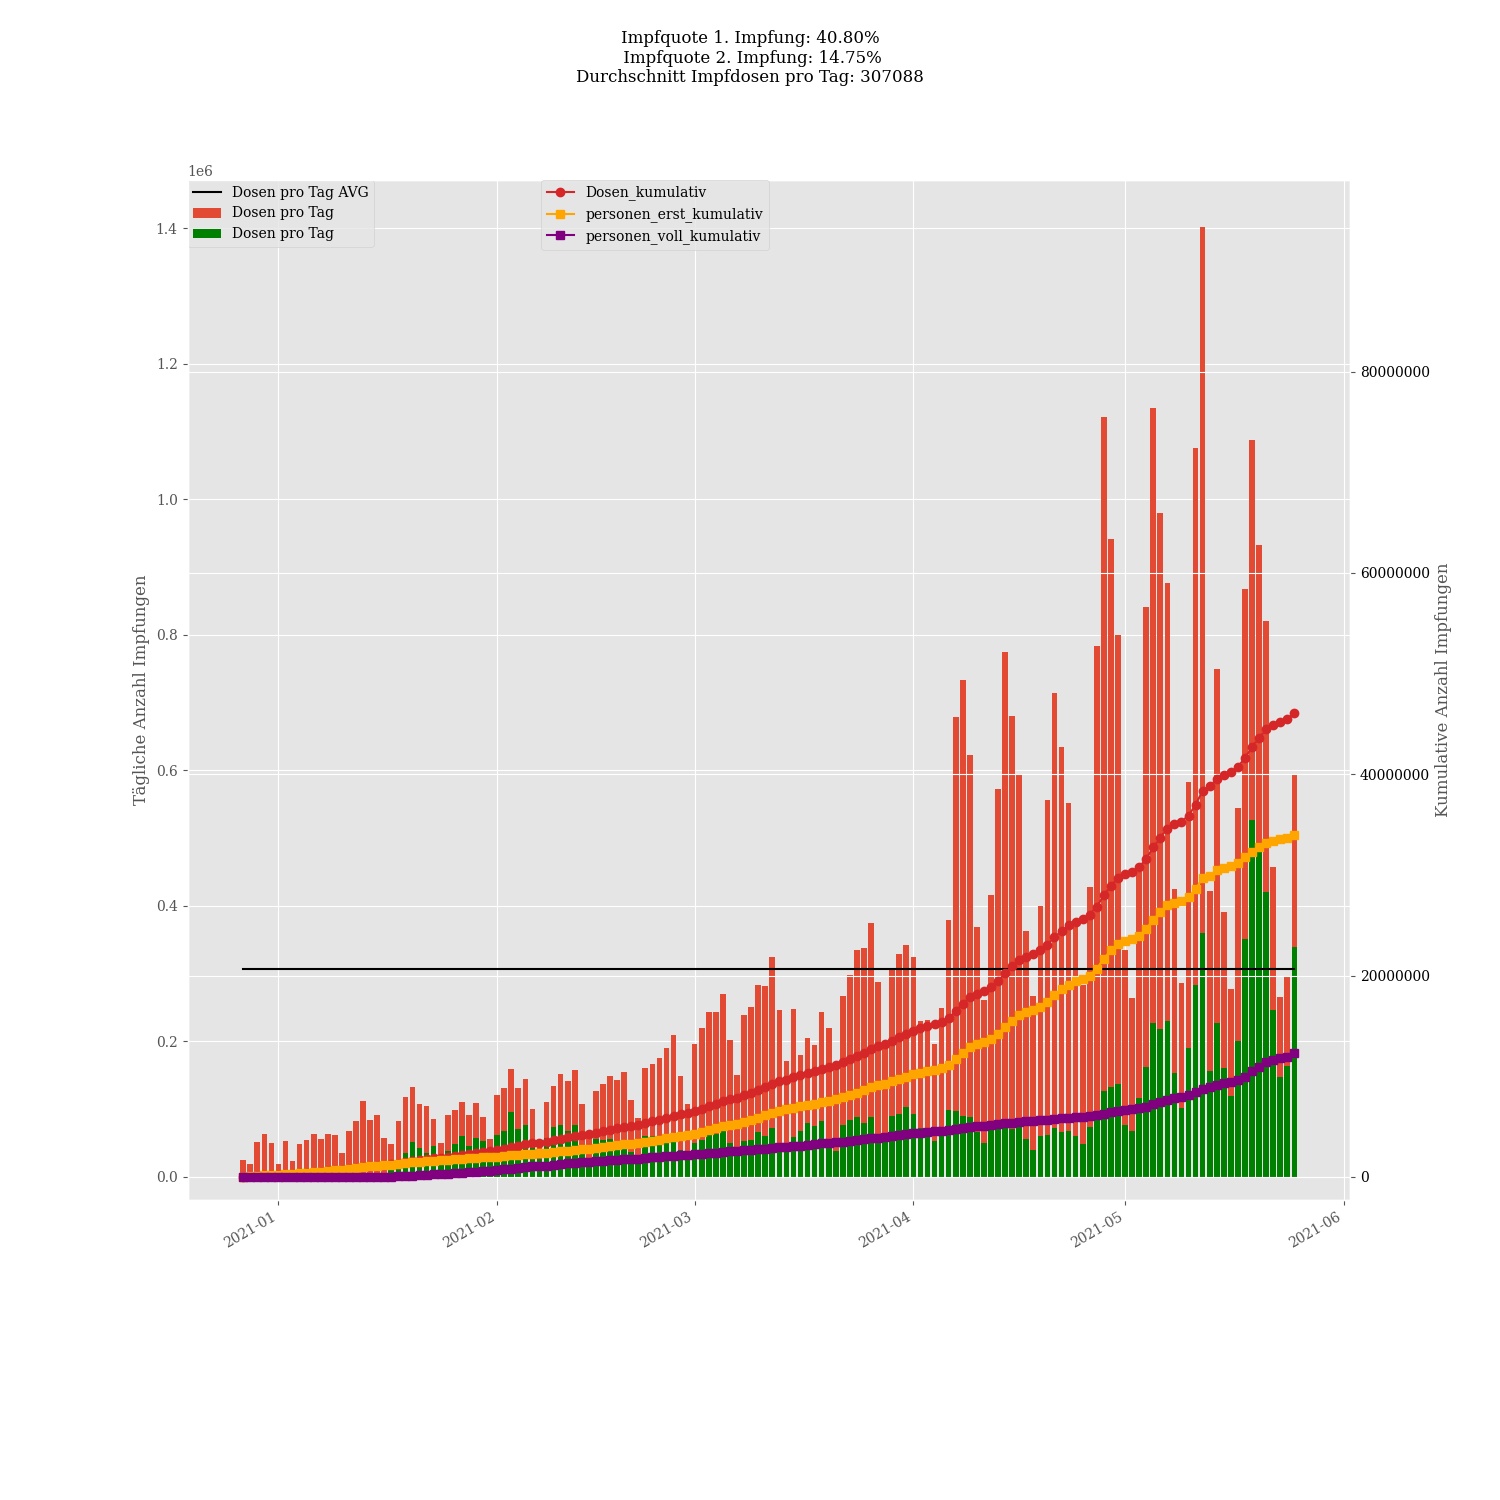 Impfquote 1. Impfung: 40.80%
Impfquote 2. Impfung: 14.75%
Durchschnitt Impfdosen pro Tag: 307088
1e6
Dosen pro Tag AVG
Dosen pro Tag
Dosen pro Tag
Dosen_kumulativ
personen_erst_kumulativ
personen_voll_kumulativ
1.4
1.2
1.0
0.8
0.6
0.4
0.2
0.0
Tägliche Anzahl Impfungen
80000000
60000000
40000000
20000000
0
Kumulative Anzahl Impfungen
2021-01
2021-02
2021-03
2021-04
2021-05
2021-06